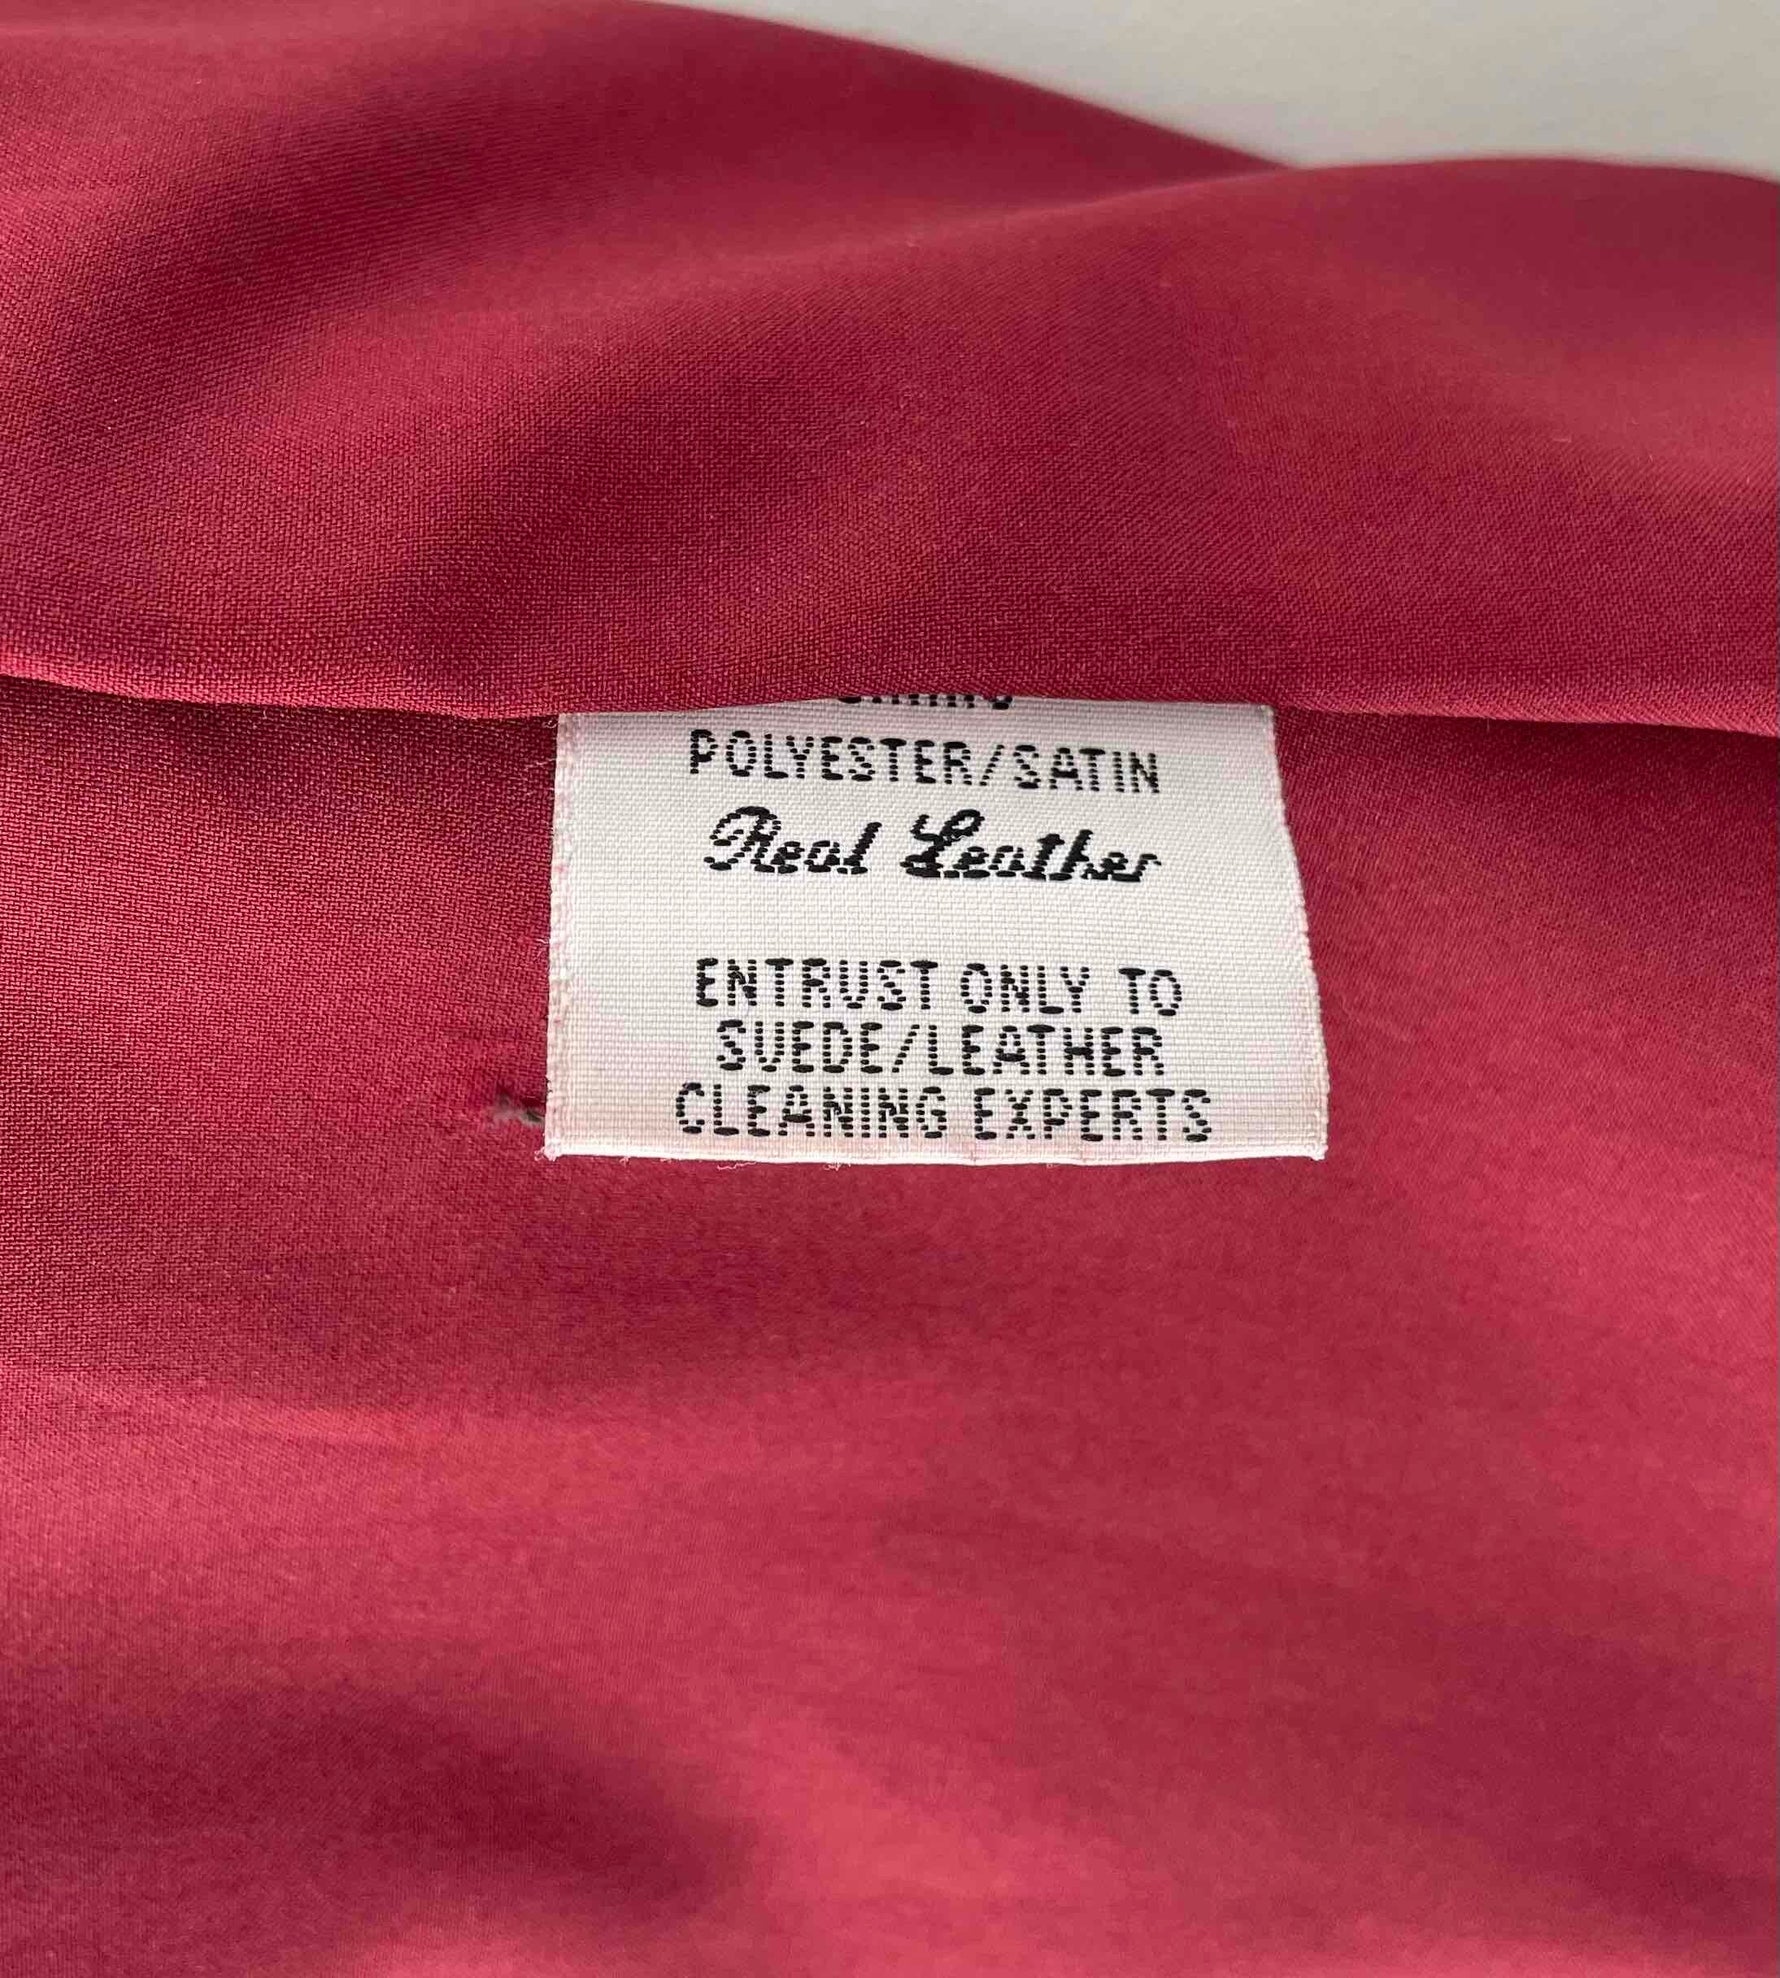 POLYESTER/SATIN
Real Leather
ENTRUST ONLY TO
SUEDE/LEATHER
CLEANING EXPERTS